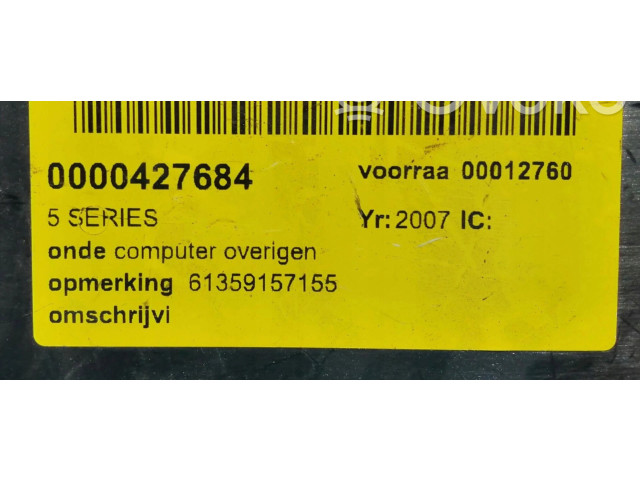 0000427684 voorraa 00012760
5 SERIES Yr: 2007 IC:
onde computer overigen
opmerking 61359157155
omschrijvi